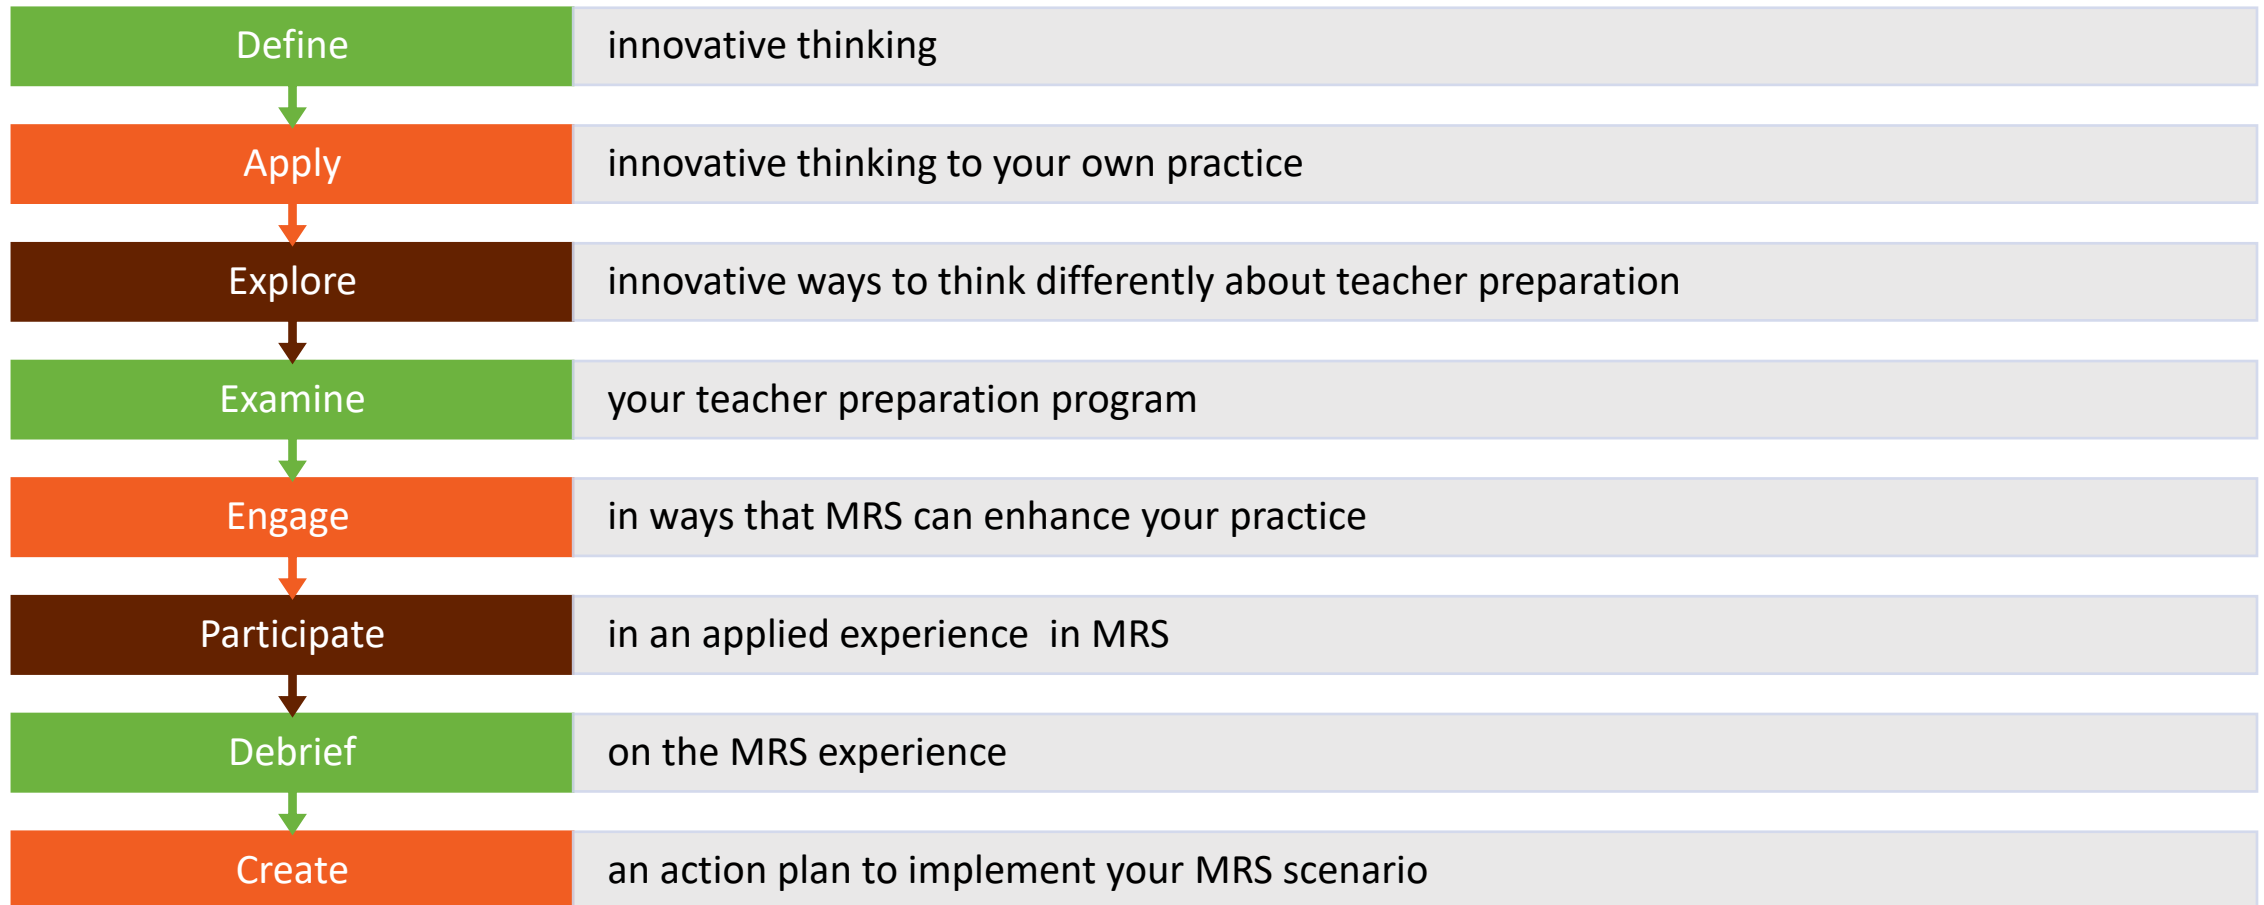 Define
innovative thinking
Apply
innovative thinking to your own practice
Explore
innovative ways to think differently about teacher preparation
Examine
your teacher preparation program
Engage
in ways that MRS can enhance your practice
Participate
in an applied experience  in MRS
Debrief
on the MRS experience
Create
an action plan to implement your MRS scenario